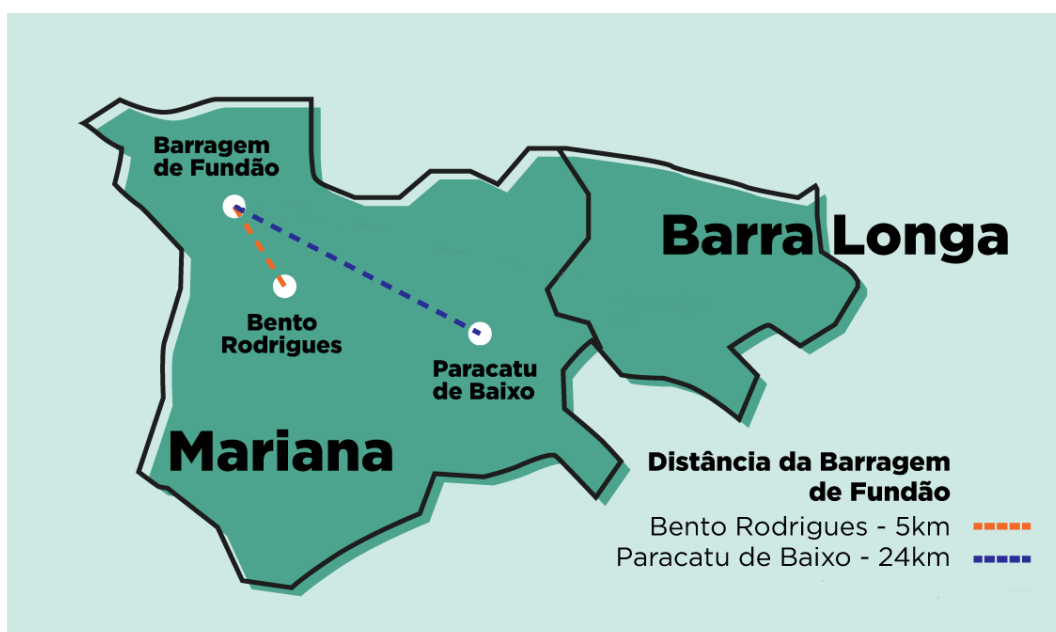 Barragem
de Fundão
Barra Longa
Bento
Rodrigues
Paracatu
de Baixo
Mariana
Distância da Barragem
de Fundão
Bento Rodrigues - 5km
Paracatu de Baixo - 24km